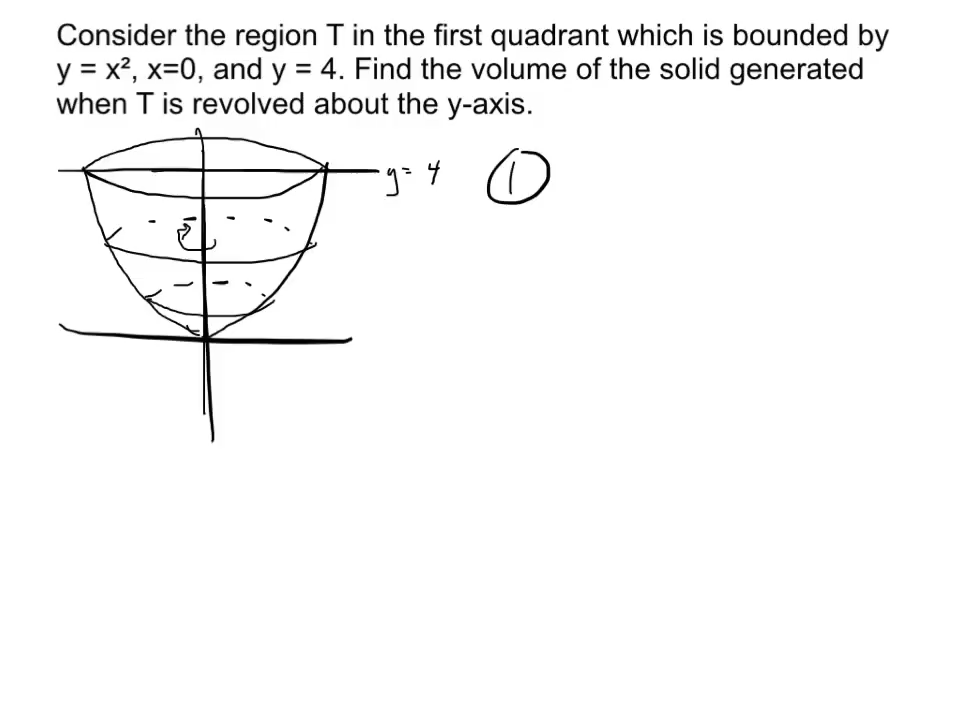 Consider the region T in the first quadrant which is bounded by
y = x², x=0, and y = 4. Find the volume of the solid generated
when T is revolved about the y-axis.
y= 4
1